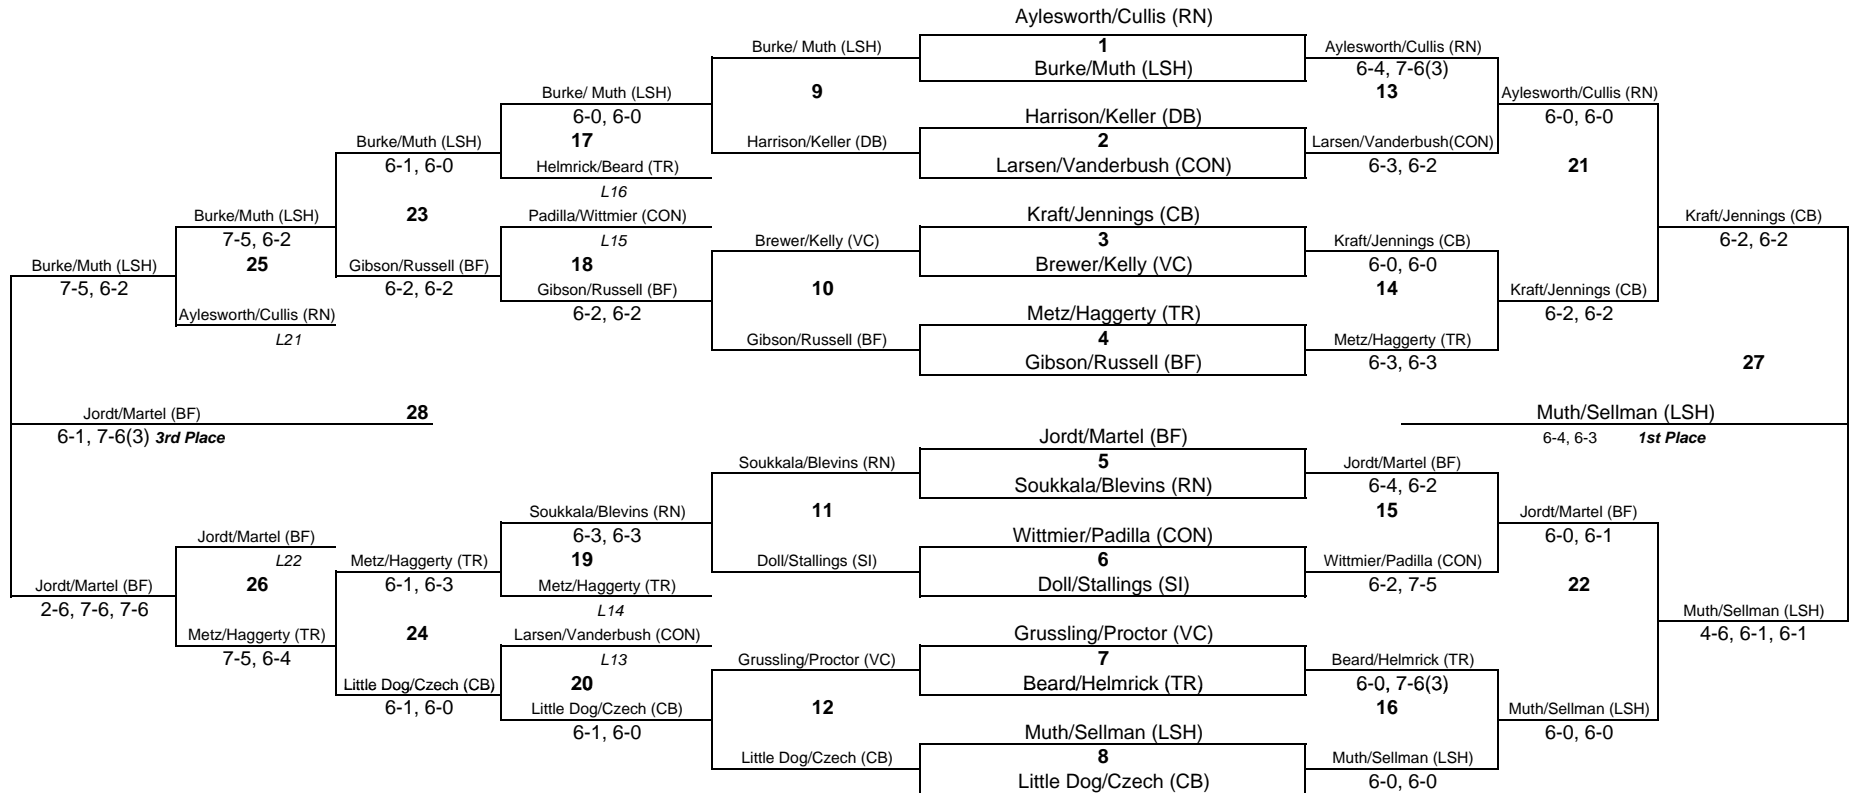 Aylesworth/Cullis (RN)
Burke/ Muth (LSH) 1 Aylesworth/Cullis (RN)
Burke/Muth (LSH) 6-4, 7-6(3)
Burke/ Muth (LSH) 9 13 Aylesworth/Cullis (RN)
6-0, 6-0 Harrison/Keller (DB) 6-0, 6-0
Burke/Muth (LSH) 17 Harrison/Keller (DB) 2 Larsen/Vanderbush(CON)
6-1, 6-0 Helmrick/Beard (TR) Larsen/Vanderbush (CON) 6-3, 6-2 21
L16
Burke/Muth (LSH) 23 Padilla/Wittmier (CON) Kraft/Jennings (CB) Kraft/Jennings (CB)
7-5, 6-2 L15 Brewer/Kelly (VC) 3 Kraft/Jennings (CB) 6-2, 6-2
Burke/Muth (LSH) 25 Gibson/Russell (BF) 18 Brewer/Kelly (VC) 6-0, 6-0
7-5, 6-2 6-2, 6-2 Gibson/Russell (BF) 10 14 Kraft/Jennings (CB)
Aylesworth/Cullis (RN) 6-2, 6-2 Metz/Haggerty (TR) 6-2, 6-2
L21 Gibson/Russell (BF) 4 Metz/Haggerty (TR)
Gibson/Russell (BF) 6-3, 6-3 27
Jordt/Martel (BF) 28 Muth/Sellman (LSH)
6-1, 7-6(3) 3rd Place Jordt/Martel (BF) 6-4, 6-3 1st Place
Soukkala/Blevins (RN) 5 Jordt/Martel (BF)
Soukkala/Blevins (RN) 6-4, 6-2
Soukkala/Blevins (RN) 11 15 Jordt/Martel (BF)
Jordt/Martel (BF) 6-3, 6-3 Wittmier/Padilla (CON) 6-0, 6-1
L22 Metz/Haggerty (TR) 19 Doll/Stallings (SI) 6 Wittmier/Padilla (CON)
Jordt/Martel (BF) 26 6-1, 6-3 Metz/Haggerty (TR) Doll/Stallings (SI) 6-2, 7-5 22
2-6, 7-6, 7-6 L14 Muth/Sellman (LSH)
Metz/Haggerty (TR) 24 Larsen/Vanderbush (CON) Grussling/Proctor (VC) 4-6, 6-1, 6-1
7-5, 6-4 L13 Grussling/Proctor (VC) 7 Beard/Helmrick (TR)
Little Dog/Czech (CB) 20 Beard/Helmrick (TR) 6-0, 7-6(3)
6-1, 6-0 Little Dog/Czech (CB) 12 16 Muth/Sellman (LSH)
6-1, 6-0 Muth/Sellman (LSH) 6-0, 6-0
Little Dog/Czech (CB) 8 Muth/Sellman (LSH)
Little Dog/Czech (CB) 6-0, 6-0